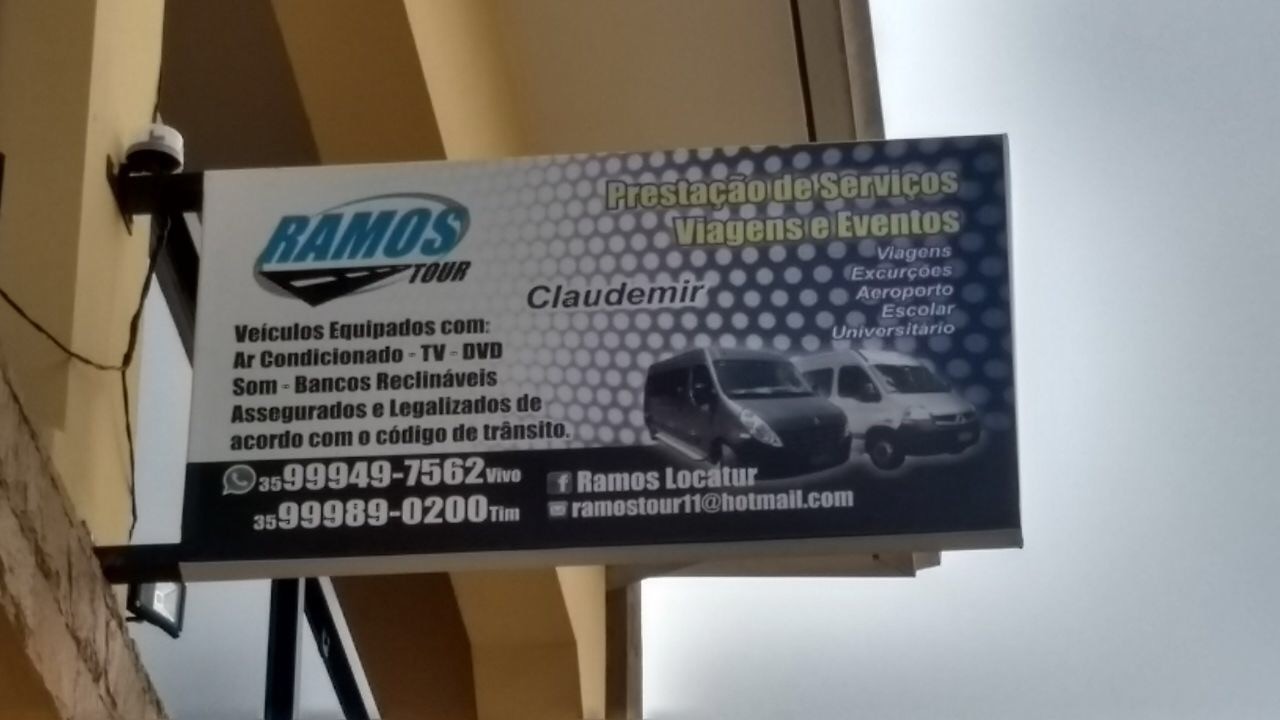 RAMOS
TOUR
Prestação de Serviços
Viagens e Eventos
Viagens
Excurções
Aeroporto
Escolar
Universitário
Claudemir
Veículos Equipados com:
Ar Condicionado - TV - DVD
Som - Bancos Reclináveis
Assegurados e Legalizados de
acordo com o código de trânsito.
35 99949-7562 Vivo
35 99989-0200 Tim
f Ramos Locatur
ramostour11@hotmail.com